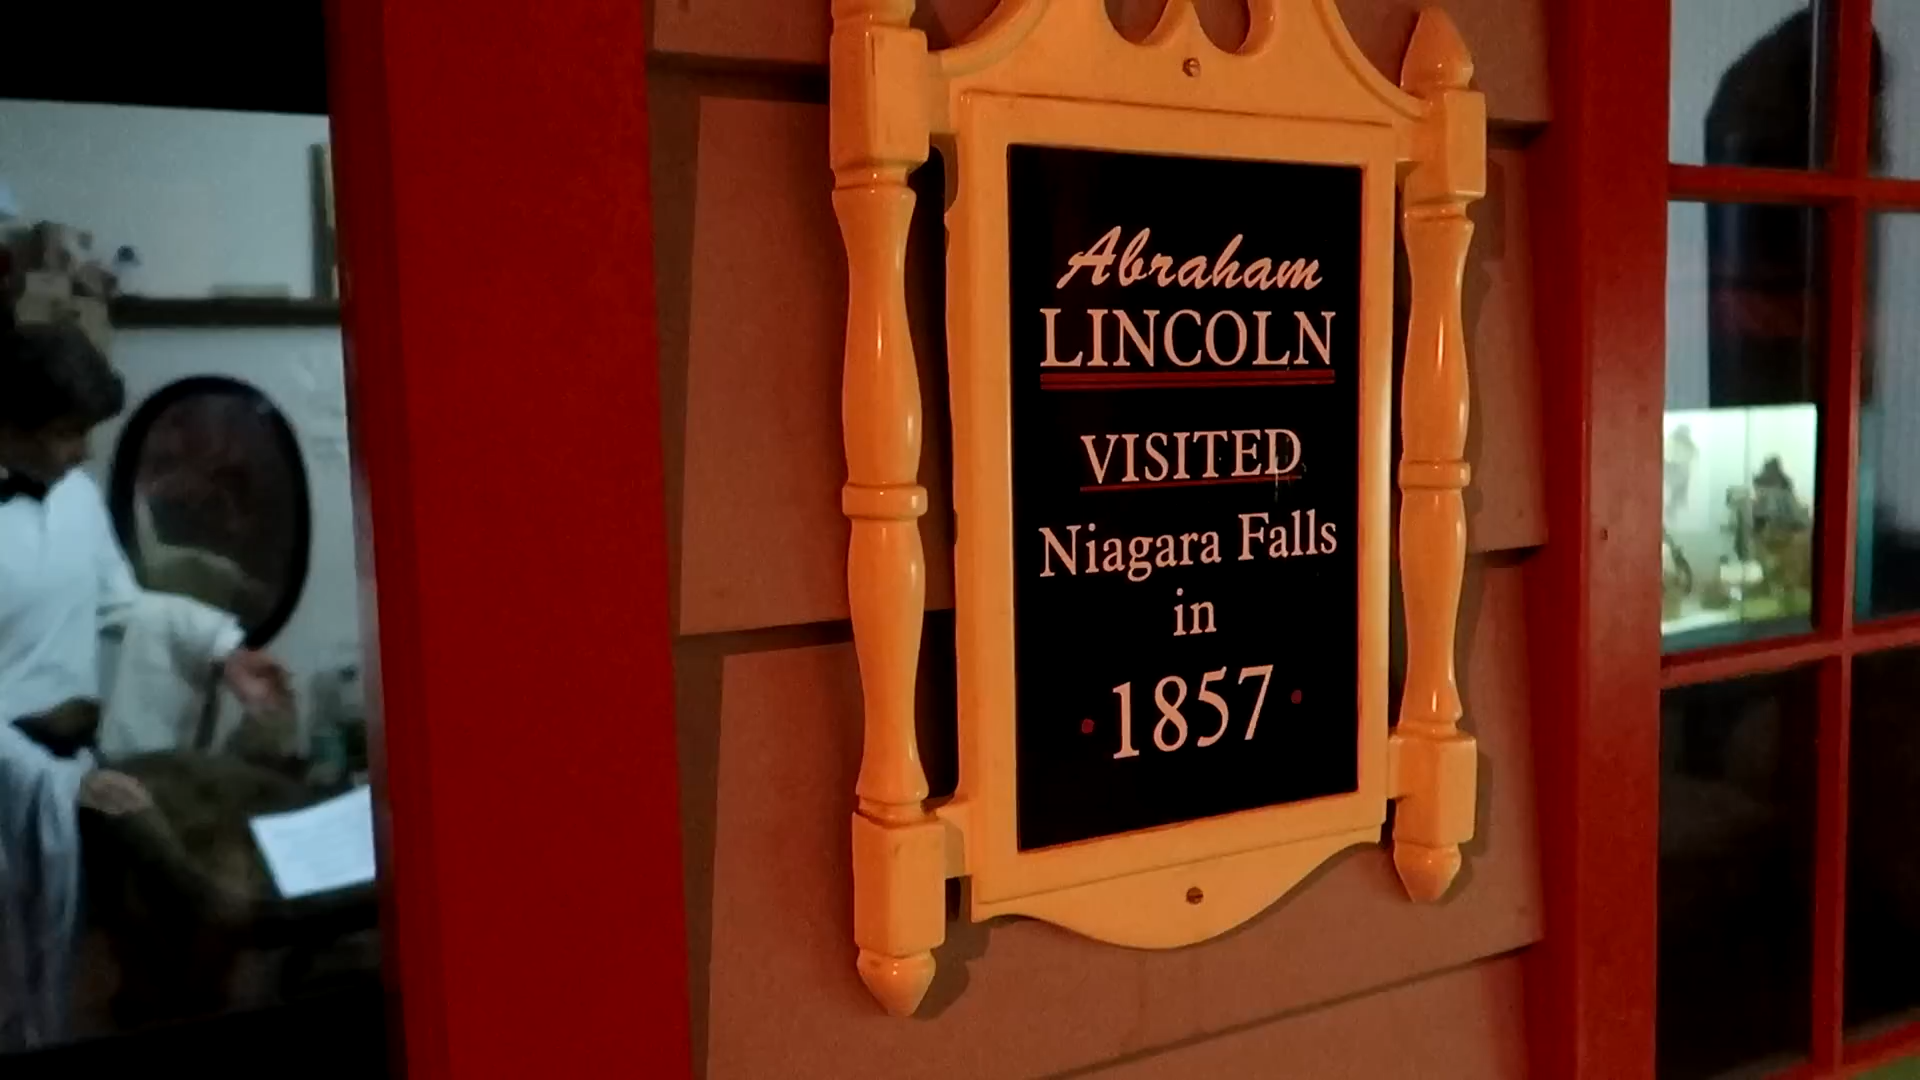 Abraham
LINCOLN
VISITED
Niagara Falls
in
1857